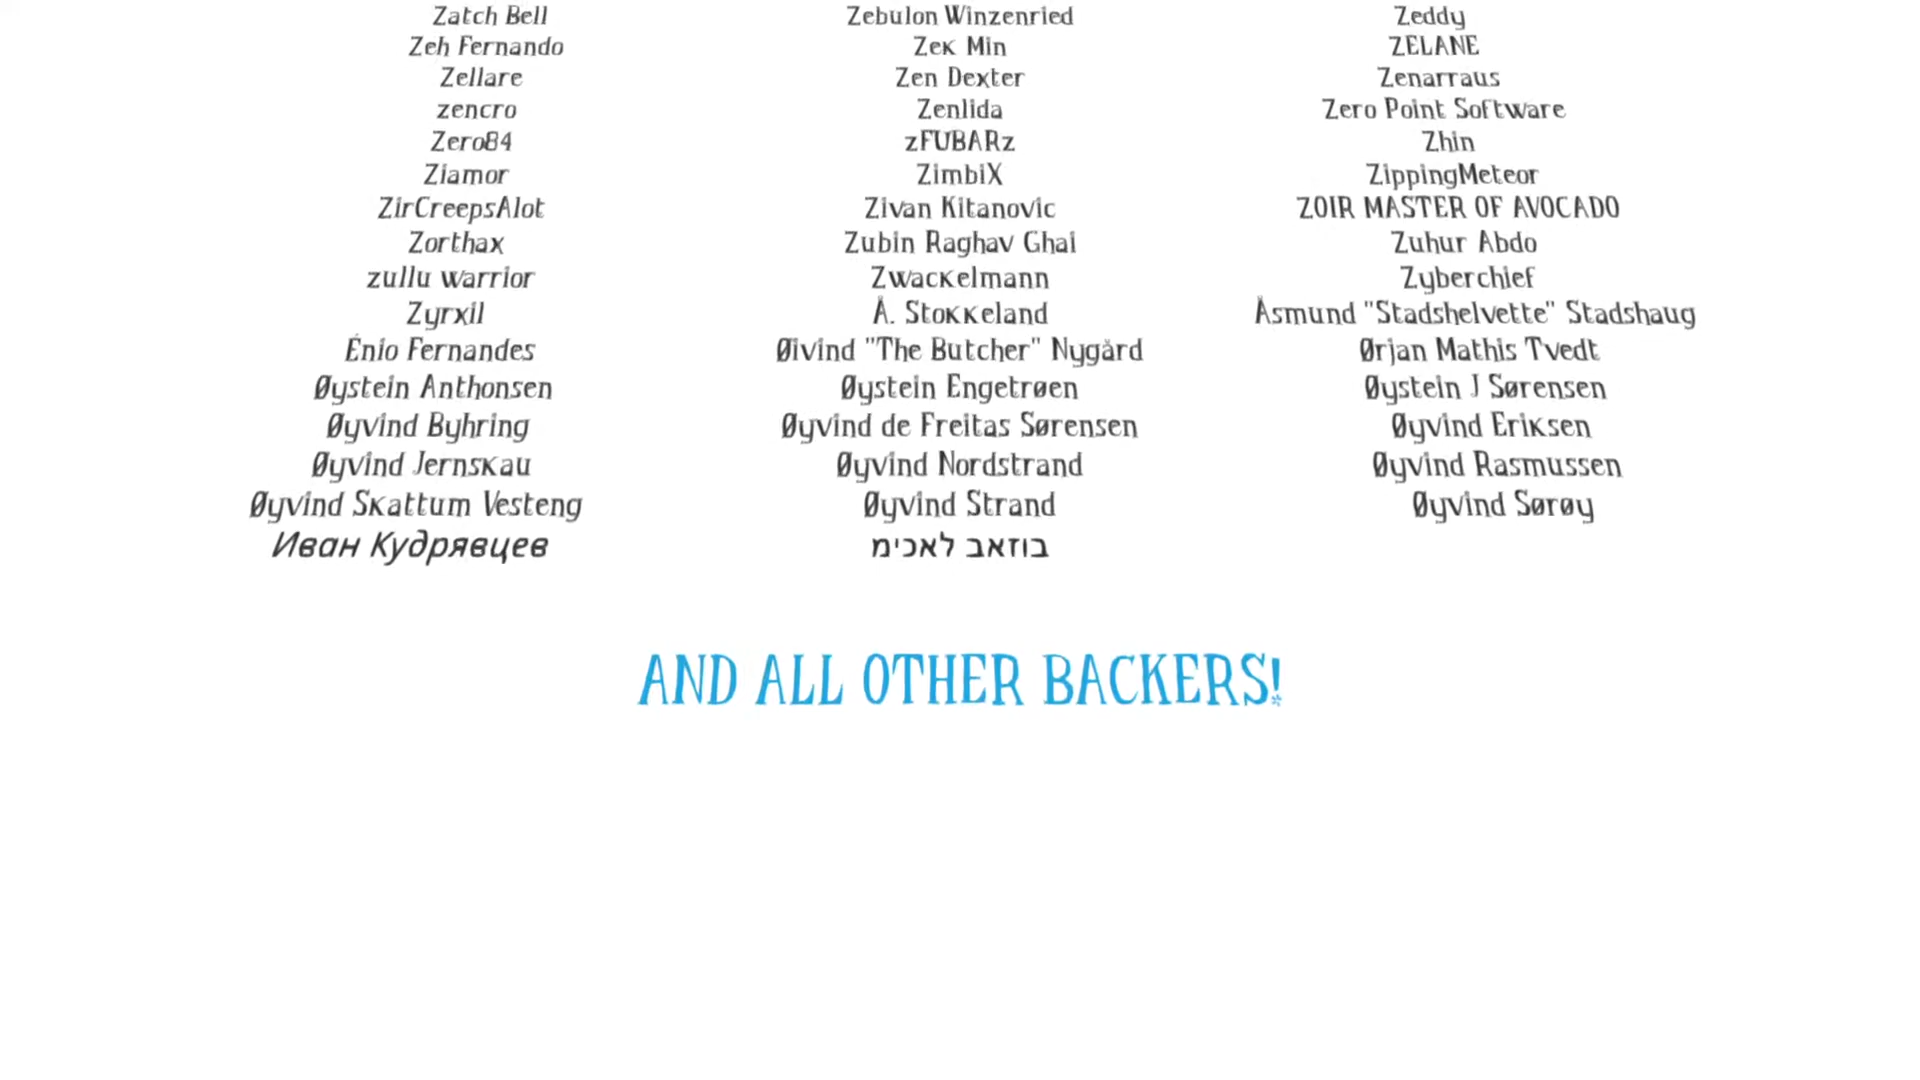 Zatch Bell Zebulon Winzenried Zeddy
Zeh Fernando Zek Min ZELANE
Zellare Zen Dexter Zenarraus
zencro Zenlida Zero Point Software
Zero84 zFUBARz Zhin
Ziamor ZimbiX ZippingMeteor
ZirCreepsAlot Zivan Kitanovic ZOIR MASTER OF AVOCADO
Zorthax Zubin Raghav Ghai Zuhur Abdo
zullu warrior Zwackelmann Zyberchief
Zyrxil Å. Stokkeland Åsmund "Stadshelvette" Stadshaug
Énio Fernandes Øivind "The Butcher" Nygård Ørjan Mathis Tvedt
Øystein Anthonsen Øystein Engetrøen Øystein J Sørensen
Øyvind Byhring Øyvind de Freitas Sørensen Øyvind Eriksen
Øyvind Jernskau Øyvind Nordstrand Øyvind Rasmussen
Øyvind Skattum Vesteng Øyvind Strand Øyvind Sørøy
Иван Кудрявцев בוזאב לאכימ
AND ALL OTHER BACKERS!